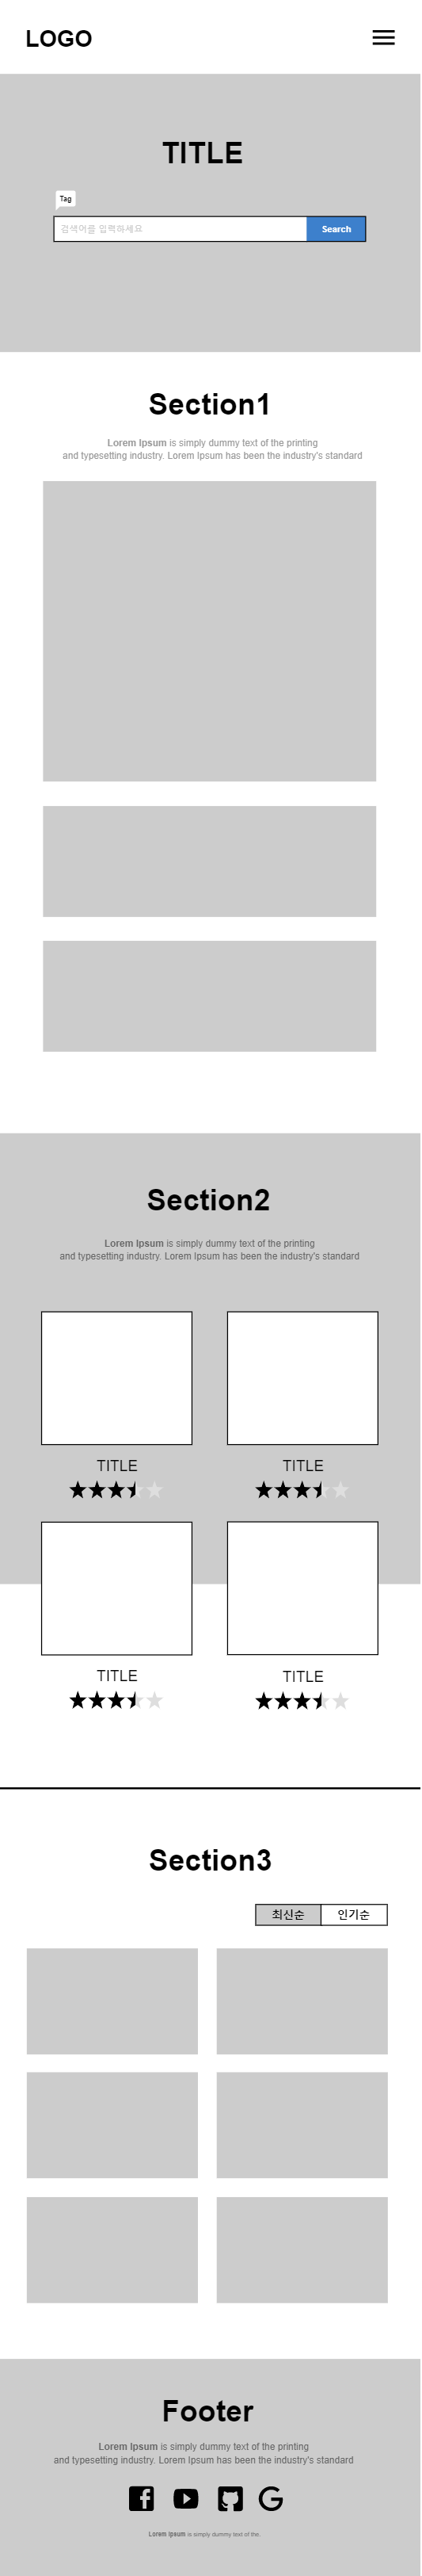 LOGO
TITLE
Tag
검색어를 입력하세요
Search
Section1
Lorem Ipsum is simply dummy text of the printing
and typesetting industry. Lorem Ipsum has been the industry's standard
Section2
Lorem Ipsum is simply dummy text of the printing
and typesetting industry. Lorem Ipsum has been the industry's standard
TITLE
TITLE
TITLE
TITLE
Section3
최신순
인기순
Footer
Lorem Ipsum is simply dummy text of the printing
and typesetting industry. Lorem Ipsum has been the industry's standard
Lorem Ipsum is simply dummy text of the.